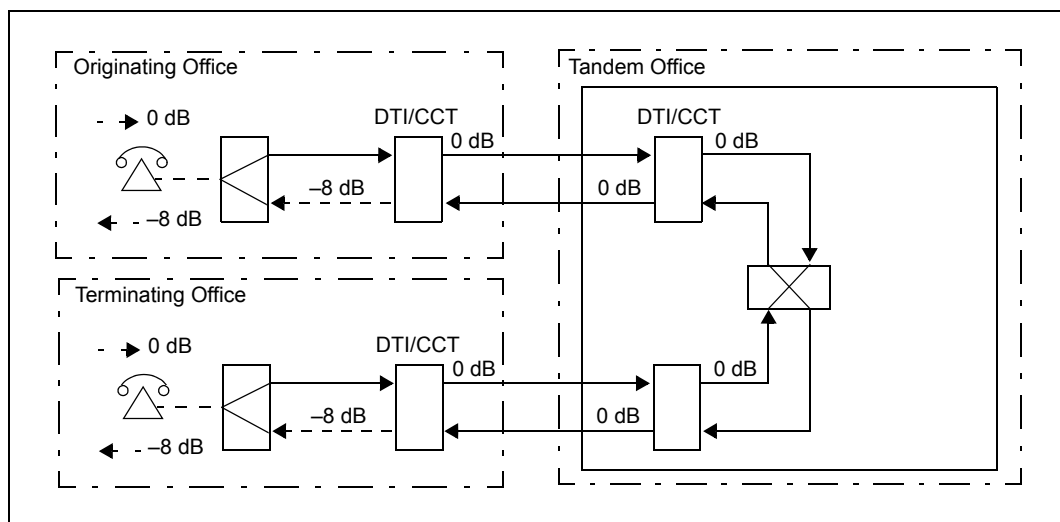 Originating Office
0 dB
–8 dB
DTI/CCT
0 dB
–8 dB
Tandem Office
DTI/CCT
0 dB
0 dB
Terminating Office
0 dB
–8 dB
DTI/CCT
0 dB
–8 dB
0 dB
0 dB